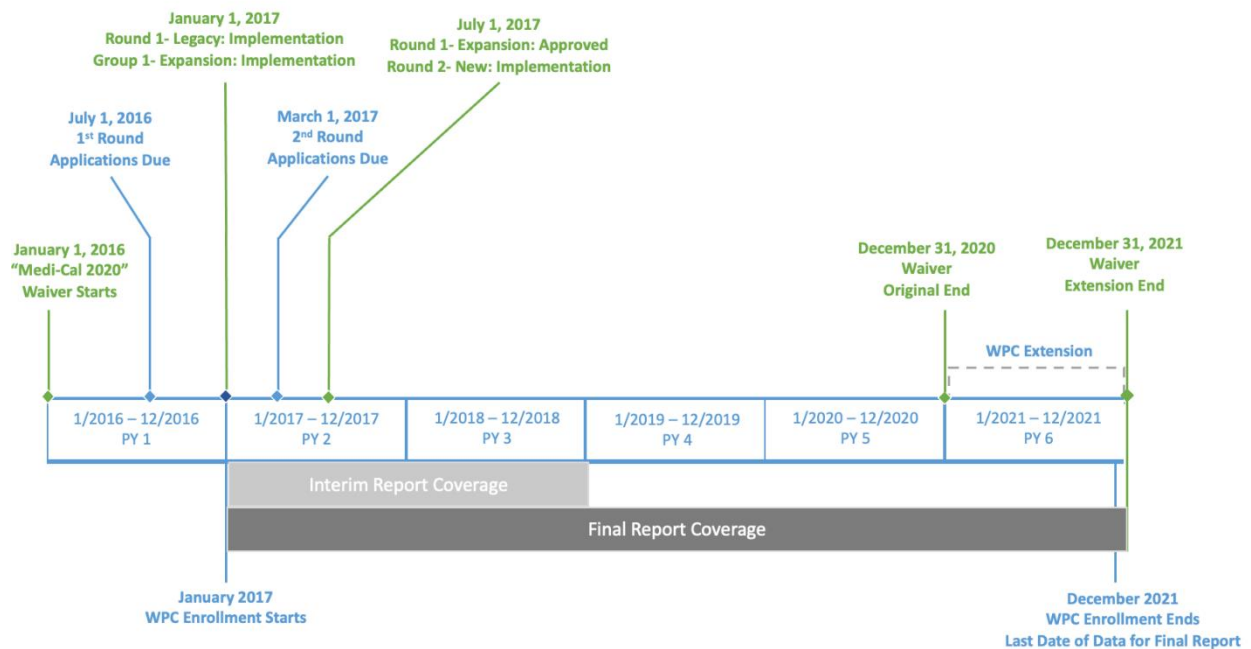 January 1, 2017
Round 1- Legacy: Implementation
Group 1- Expansion: Implementation
July 1, 2017
Round 1- Expansion: Approved
Round 2- New: Implementation
July 1, 2016
1st Round
Applications Due
March 1, 2017
2nd Round
Applications Due
January 1, 2016
“Medi-Cal 2020”
Waiver Starts
December 31, 2020
Waiver
Original End
December 31, 2021
Waiver
Extension End
WPC Extension
1/2016 – 12/2016
PY 1
1/2017 – 12/2017
PY 2
1/2018 – 12/2018
PY 3
1/2019 – 12/2019
PY 4
1/2020 – 12/2020
PY 5
1/2021 – 12/2021
PY 6
Interim Report Coverage
Final Report Coverage
January 2017
WPC Enrollment Starts
December 2021
WPC Enrollment Ends
Last Date of Data for Final Report